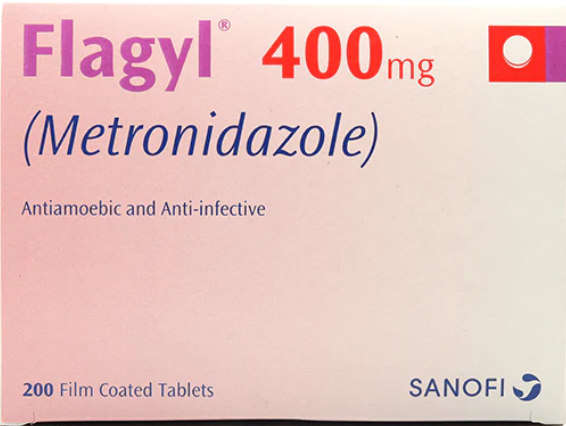 Flagyl® 400mg
(Metronidazole)
Antiamoebic and Anti-infective
200 Film Coated Tablets
SANOFI